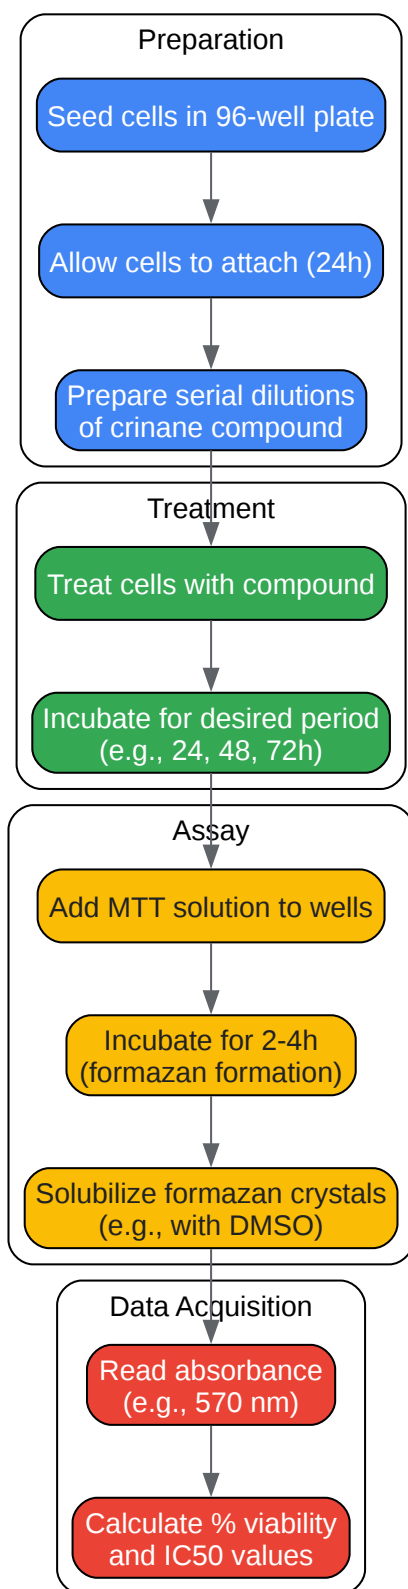 Preparation
Seed cells in 96-well plate
Allow cells to attach (24h)
Prepare serial dilutions
of crinane compound
Treatment
Treat cells with compound
Incubate for desired period
(e.g., 24, 48, 72h)
Assay
Add MTT solution to wells
Incubate for 2-4h
(formazan formation)
Solubilize formazan crystals
(e.g., with DMSO)
Data Acquisition
Read absorbance
(e.g., 570 nm)
Calculate % viability
and IC50 values